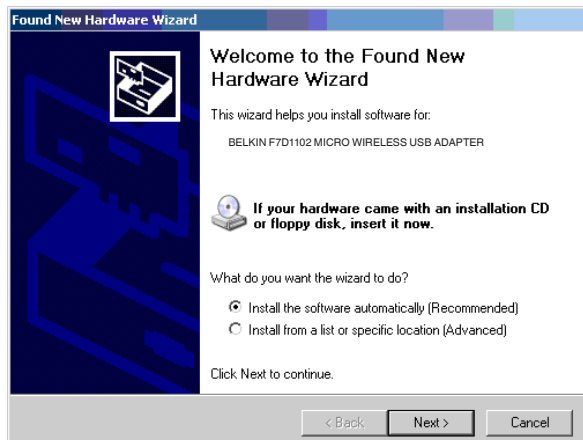 Found New Hardware Wizard
Welcome to the Found New
Hardware Wizard
This wizard helps you install software for:
BELKIN F7D1102 MICRO WIRELESS USB ADAPTER
If your hardware came with an installation CD
or floppy disk, insert it now.
What do you want the wizard to do?
Install the software automatically (Recommended)
Install from a list or specific location (Advanced)
Click Next to continue.
< Back
Next >
Cancel